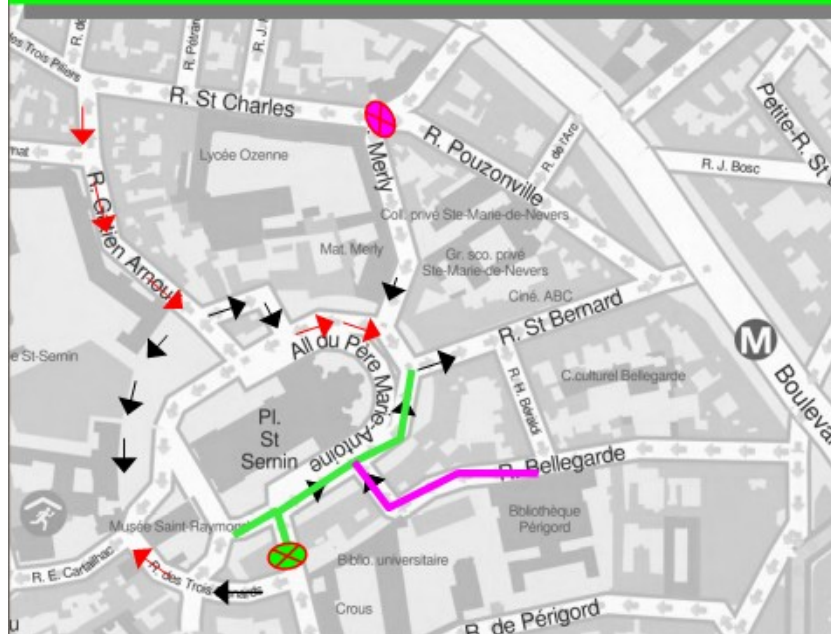 R. de
R. Pétra
R. J. 
des Trois Piliers
R. St Charles
Petite-R. St
Merly
R. Pouzonville
R. de l'Arc
R. J. Bosc
Lycée Ozenne
Coll. privé Ste-Marie-de-Nevers
R. Gatien Arnoult
Mat. Merly
Gr. sco. privé
Ste-Marie-de-Nevers
Ciné. ABC
R. St Bernard
M
Boulevar
e St-Sernin
All du Père Marie-Antoine
C.culturel Bellegarde
R. H. Béraldi
Pl.
St
Sernin
R. Bellegarde
Bibliothèque
Périgord
Musée Saint-Raymond
R. E. Cartailhac
R. des Trois Renards
Biblio. universitaire
Crous
R. de Périgord
u